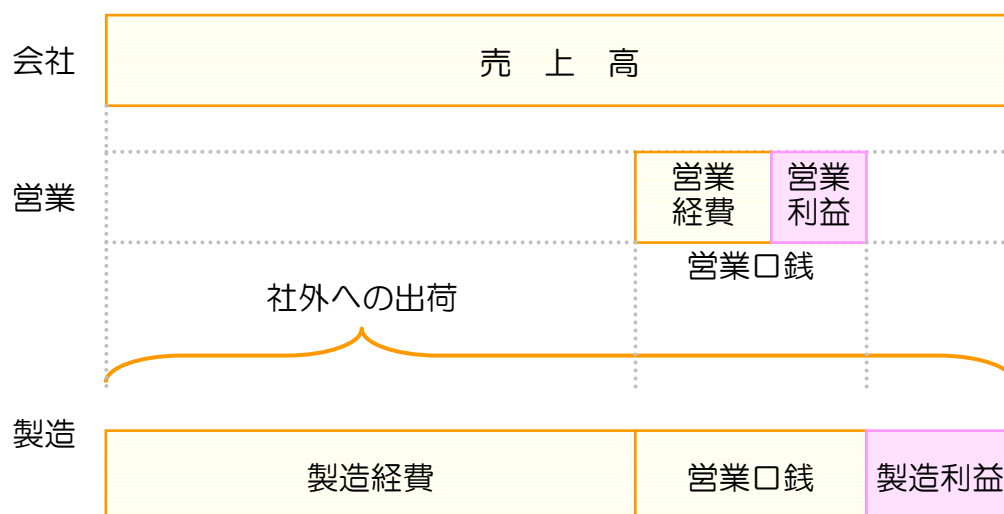 会社
売 上 高
営業
営業
経費
営業
利益
営業口銭
社外への出荷
製造
製造経費
営業口銭
製造利益